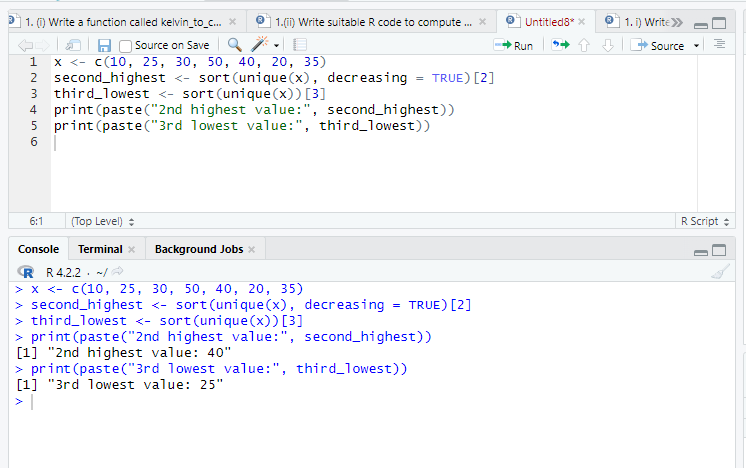 1. (i) Write a function called kelvin_to_c... × 1.(ii) Write suitable R code to compute ... × Untitled8* × 1. i) Write
Source on Save Run Source
1 x <- c(10, 25, 30, 50, 40, 20, 35)
2 second_highest <- sort(unique(x), decreasing = TRUE)[2]
3 third_lowest <- sort(unique(x))[3]
4 print(paste("2nd highest value:", second_highest))
5 print(paste("3rd lowest value:", third_lowest))
6
6:1 (Top Level) R Script
Console Terminal × Background Jobs ×
R R 4.2.2 · ~/
> x <- c(10, 25, 30, 50, 40, 20, 35)
> second_highest <- sort(unique(x), decreasing = TRUE)[2]
> third_lowest <- sort(unique(x))[3]
> print(paste("2nd highest value:", second_highest))
[1] "2nd highest value: 40"
> print(paste("3rd lowest value:", third_lowest))
[1] "3rd lowest value: 25"
>